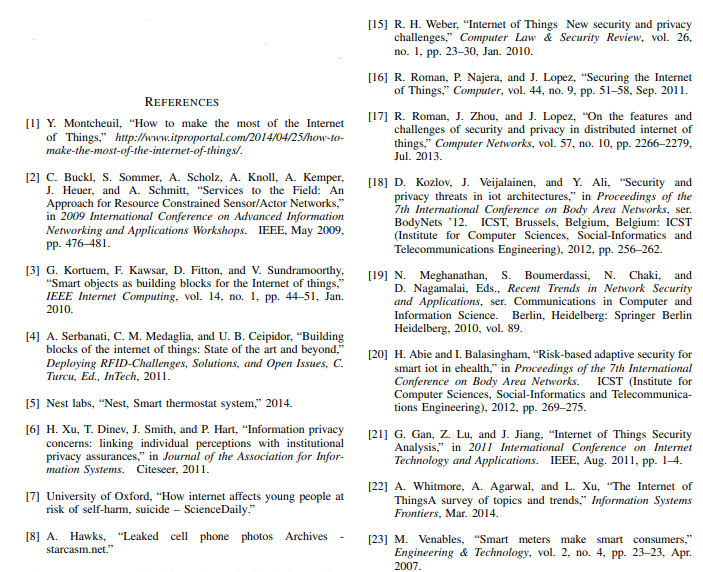 REFERENCES
[1] Y. Montcheuil, “How to make the most of the Internet
of Things,” http://www.itproportal.com/2014/04/25/how-to-
make-the-most-of-the-internet-of-things/.
[2] C. Buckl, S. Sommer, A. Scholz, A. Knoll, A. Kemper,
J. Heuer, and A. Schmitt, “Services to the Field: An
Approach for Resource Constrained Sensor/Actor Networks,”
in 2009 International Conference on Advanced Information
Networking and Applications Workshops. IEEE, May 2009,
pp. 476–481.
[3] G. Kortuem, F. Kawsar, D. Fitton, and V. Sundramoorthy,
“Smart objects as building blocks for the Internet of things,”
IEEE Internet Computing, vol. 14, no. 1, pp. 44–51, Jan.
2010.
[4] A. Serbanati, C. M. Medaglia, and U. B. Ceipidor, “Building
blocks of the internet of things: State of the art and beyond,”
Deploying RFID-Challenges, Solutions, and Open Issues, C.
Turcu, Ed., InTech, 2011.
[5] Nest labs, “Nest, Smart thermostat system,” 2014.
[6] H. Xu, T. Dinev, J. Smith, and P. Hart, “Information privacy
concerns: linking individual perceptions with institutional
privacy assurances,” in Journal of the Association for Infor-
mation Systems. Citeseer, 2011.
[7] University of Oxford, “How internet affects young people at
risk of self-harm, suicide – ScienceDaily.”
[8] A. Hawks, “Leaked cell phone photos Archives -
starcasm.net.”
[15] R. H. Weber, “Internet of Things New security and privacy
challenges,” Computer Law & Security Review, vol. 26,
no. 1, pp. 23–30, Jan. 2010.
[16] R. Roman, P. Najera, and J. Lopez, “Securing the Internet
of Things,” Computer, vol. 44, no. 9, pp. 51–58, Sep. 2011.
[17] R. Roman, J. Zhou, and J. Lopez, “On the features and
challenges of security and privacy in distributed internet of
things,” Computer Networks, vol. 57, no. 10, pp. 2266–2279,
Jul. 2013.
[18] D. Kozlov, J. Veijalainen, and Y. Ali, “Security and
privacy threats in iot architectures,” in Proceedings of the
7th International Conference on Body Area Networks, ser.
BodyNets ’12. ICST, Brussels, Belgium, Belgium: ICST
(Institute for Computer Sciences, Social-Informatics and
Telecommunications Engineering), 2012, pp. 256–262.
[19] N. Meghanathan, S. Boumerdassi, N. Chaki, and
D. Nagamalai, Eds., Recent Trends in Network Security
and Applications, ser. Communications in Computer and
Information Science. Berlin, Heidelberg: Springer Berlin
Heidelberg, 2010, vol. 89.
[20] H. Abie and I. Balasingham, “Risk-based adaptive security for
smart iot in ehealth,” in Proceedings of the 7th International
Conference on Body Area Networks. ICST (Institute for
Computer Sciences, Social-Informatics and Telecommunica-
tions Engineering), 2012, pp. 269–275.
[21] G. Gan, Z. Lu, and J. Jiang, “Internet of Things Security
Analysis,” in 2011 International Conference on Internet
Technology and Applications. IEEE, Aug. 2011, pp. 1–4.
[22] A. Whitmore, A. Agarwal, and L. Xu, “The Internet of
ThingsA survey of topics and trends,” Information Systems
Frontiers, Mar. 2014.
[23] M. Venables, “Smart meters make smart consumers,”
Engineering & Technology, vol. 2, no. 4, pp. 23–23, Apr.
2007.